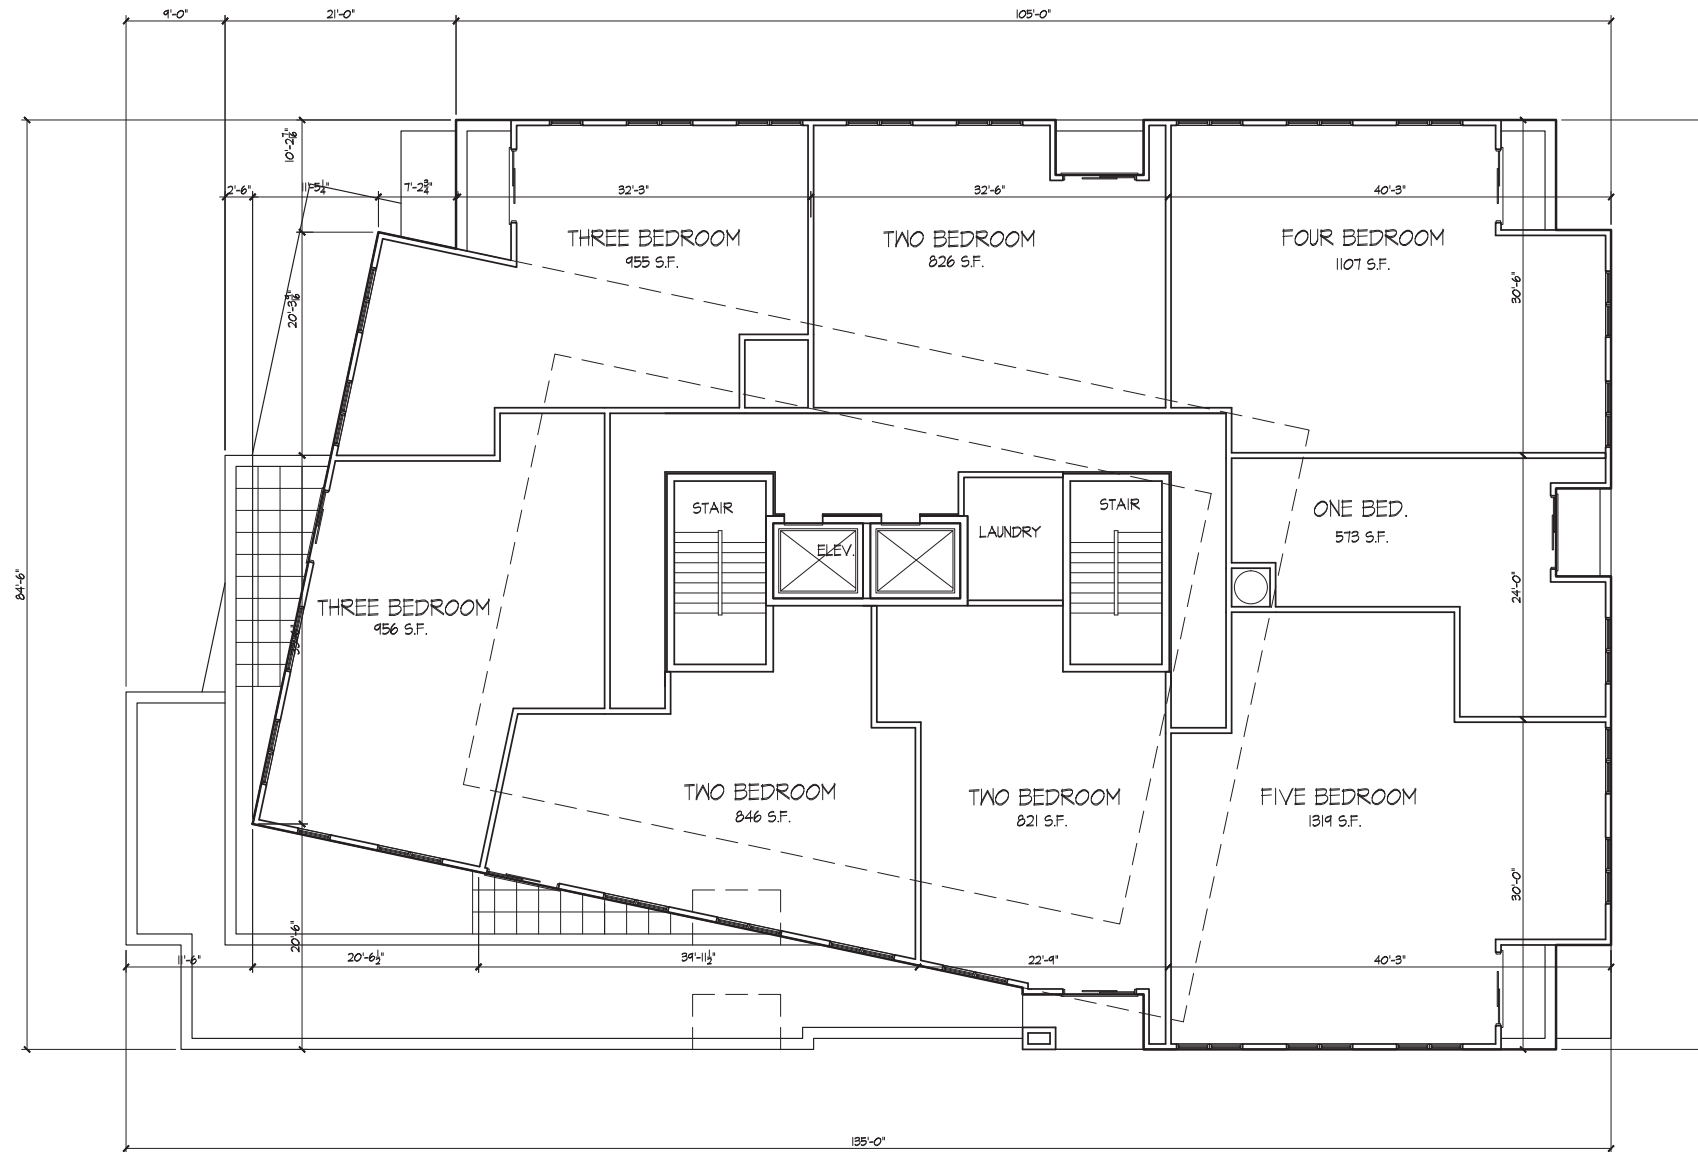 9'-0"
21'-0"
105'-0"
10'-2 7/16"
2'-6"
11'-5 1/4"
7'-2 3/4"
32'-3"
32'-6"
40'-3"
THREE BEDROOM
955 S.F.
TWO BEDROOM
826 S.F.
FOUR BEDROOM
1107 S.F.
20'-3 9/16"
30'-6"
STAIR
STAIR
ONE BED.
573 S.F.
LAUNDRY
ELEV.
84'-6"
24'-0"
THREE BEDROOM
956 S.F.
TWO BEDROOM
846 S.F.
TWO BEDROOM
821 S.F.
FIVE BEDROOM
1319 S.F.
30'-0"
20'-6"
11'-6"
20'-6 1/2"
39'-11 1/2"
22'-9"
40'-3"
135'-0"